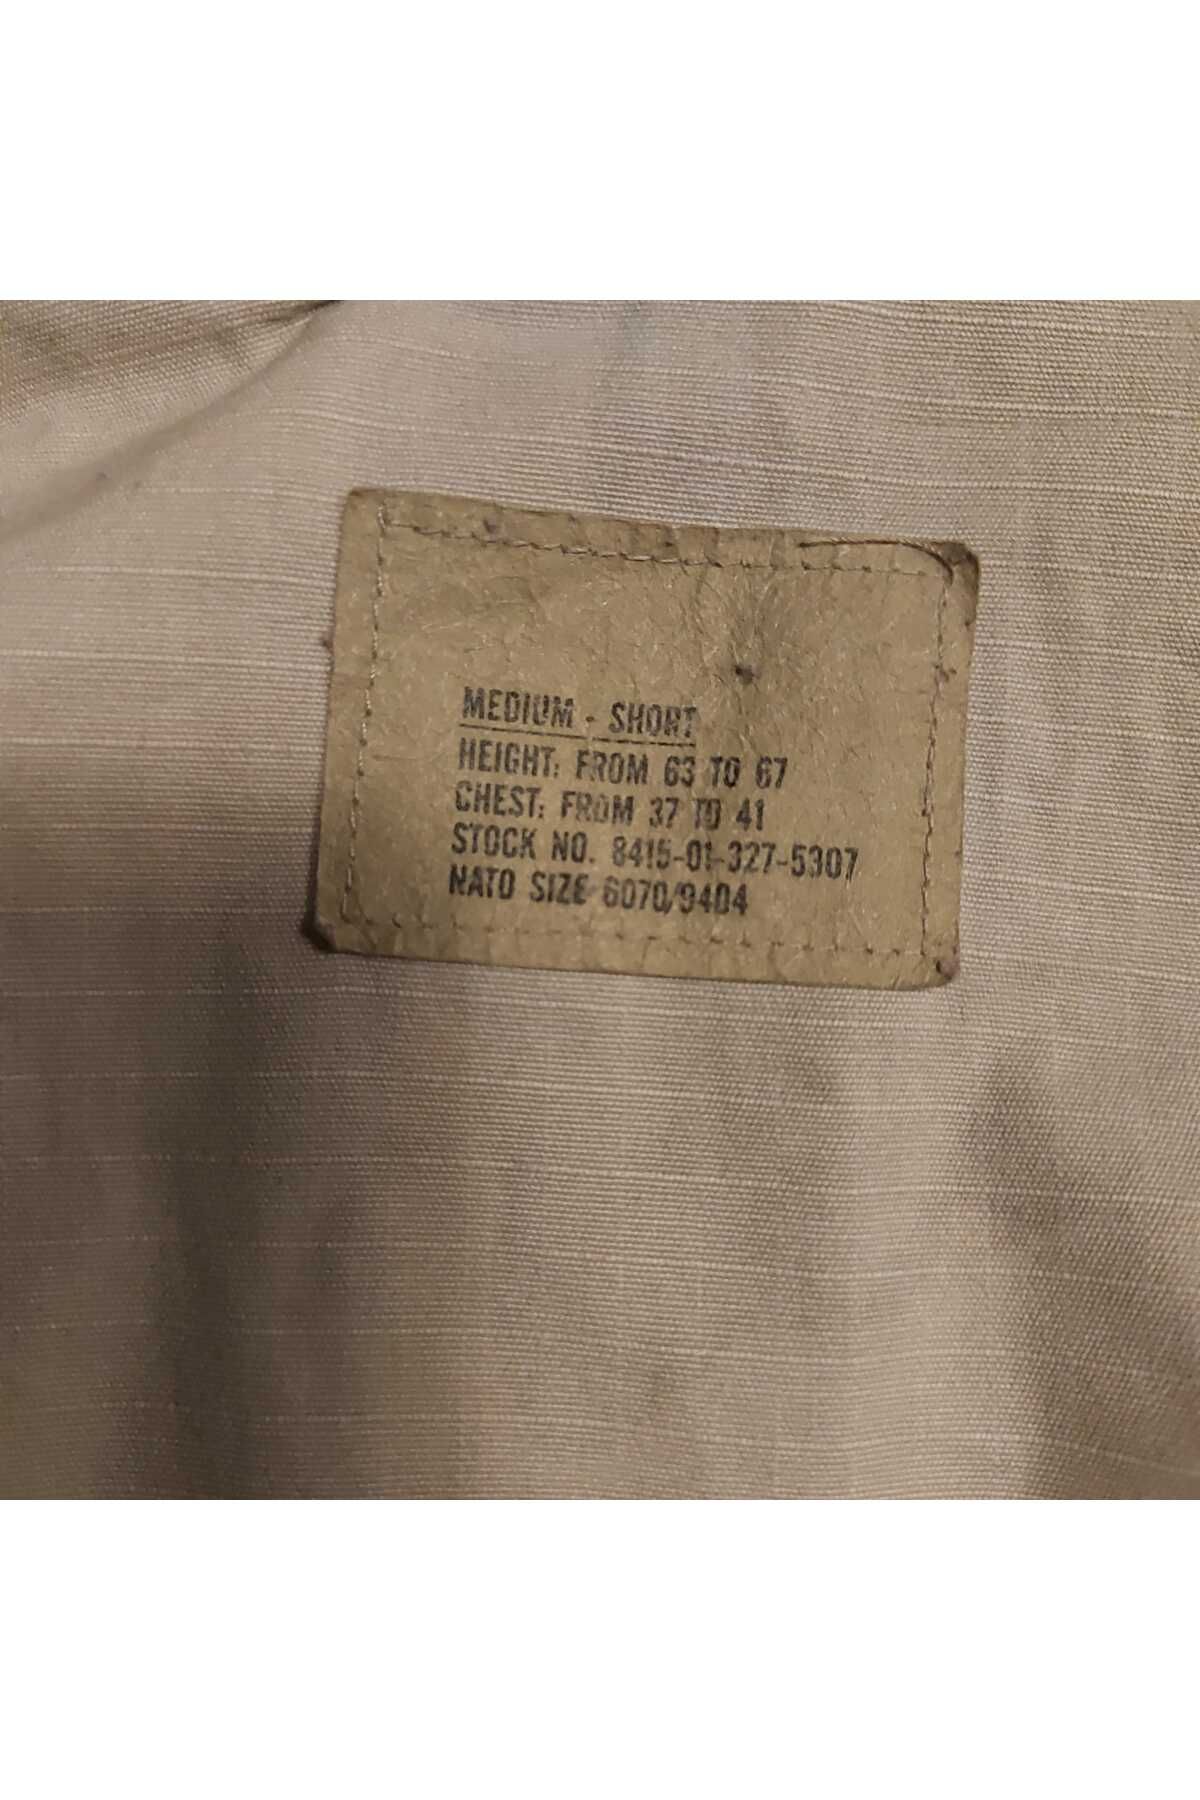 MEDIUM - SHORT
HEIGHT: FROM 63 TO 67
CHEST: FROM 37 TO 41
STOCK NO. 8415-01-327-5307
NATO SIZE 6070/9404